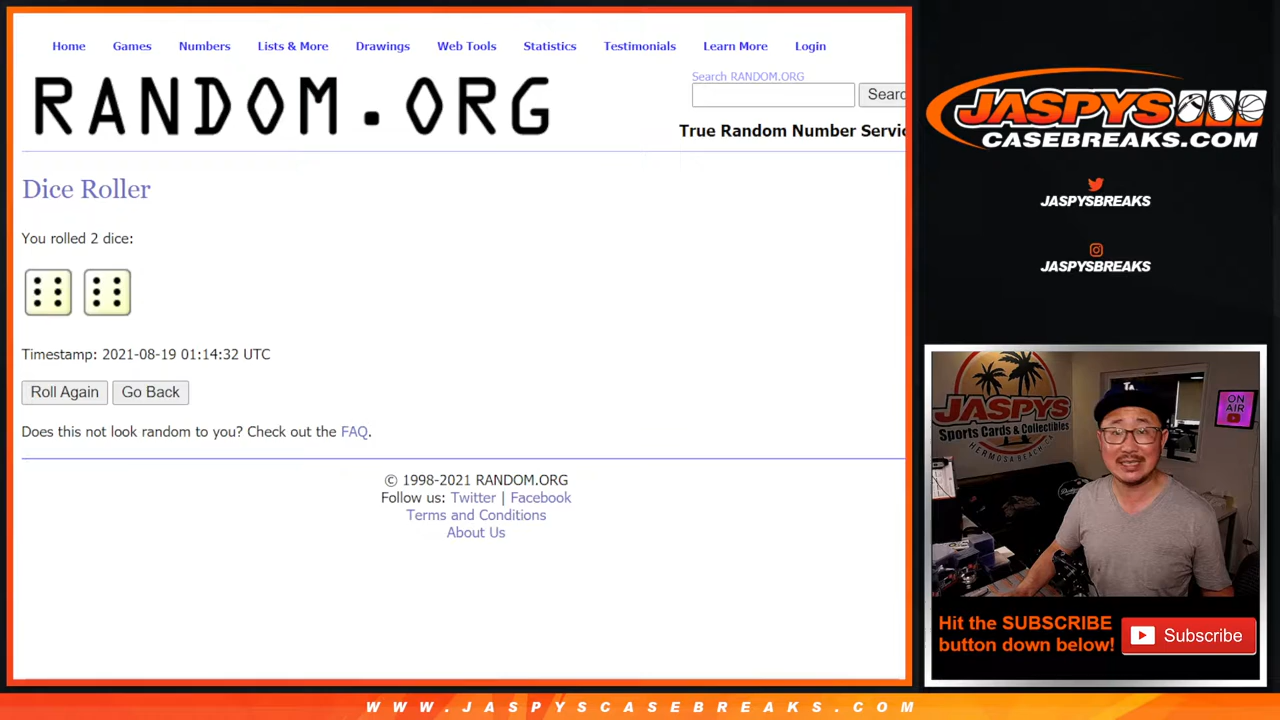 Home Games Numbers Lists & More Drawings Web Tools Statistics Testimonials Learn More Login
RANDOM.ORG
Search RANDOM.ORG
Searc
True Random Number Servic
Dice Roller
You rolled 2 dice:
Timestamp: 2021-08-19 01:14:32 UTC
Roll Again Go Back
Does this not look random to you? Check out the FAQ.
© 1998-2021 RANDOM.ORG
Follow us: Twitter | Facebook
Terms and Conditions
About Us
JASPYS
CASEBREAKS.COM
JASPYSBREAKS
JASPYSBREAKS
JASPYS
Sports Cards & Collectibles
HERMOSA BEACH, CA
ON
AIR
Dodgers
Hit the SUBSCRIBE
button down below!
Subscribe
WWW.JASPYSCASEBREAKS.COM